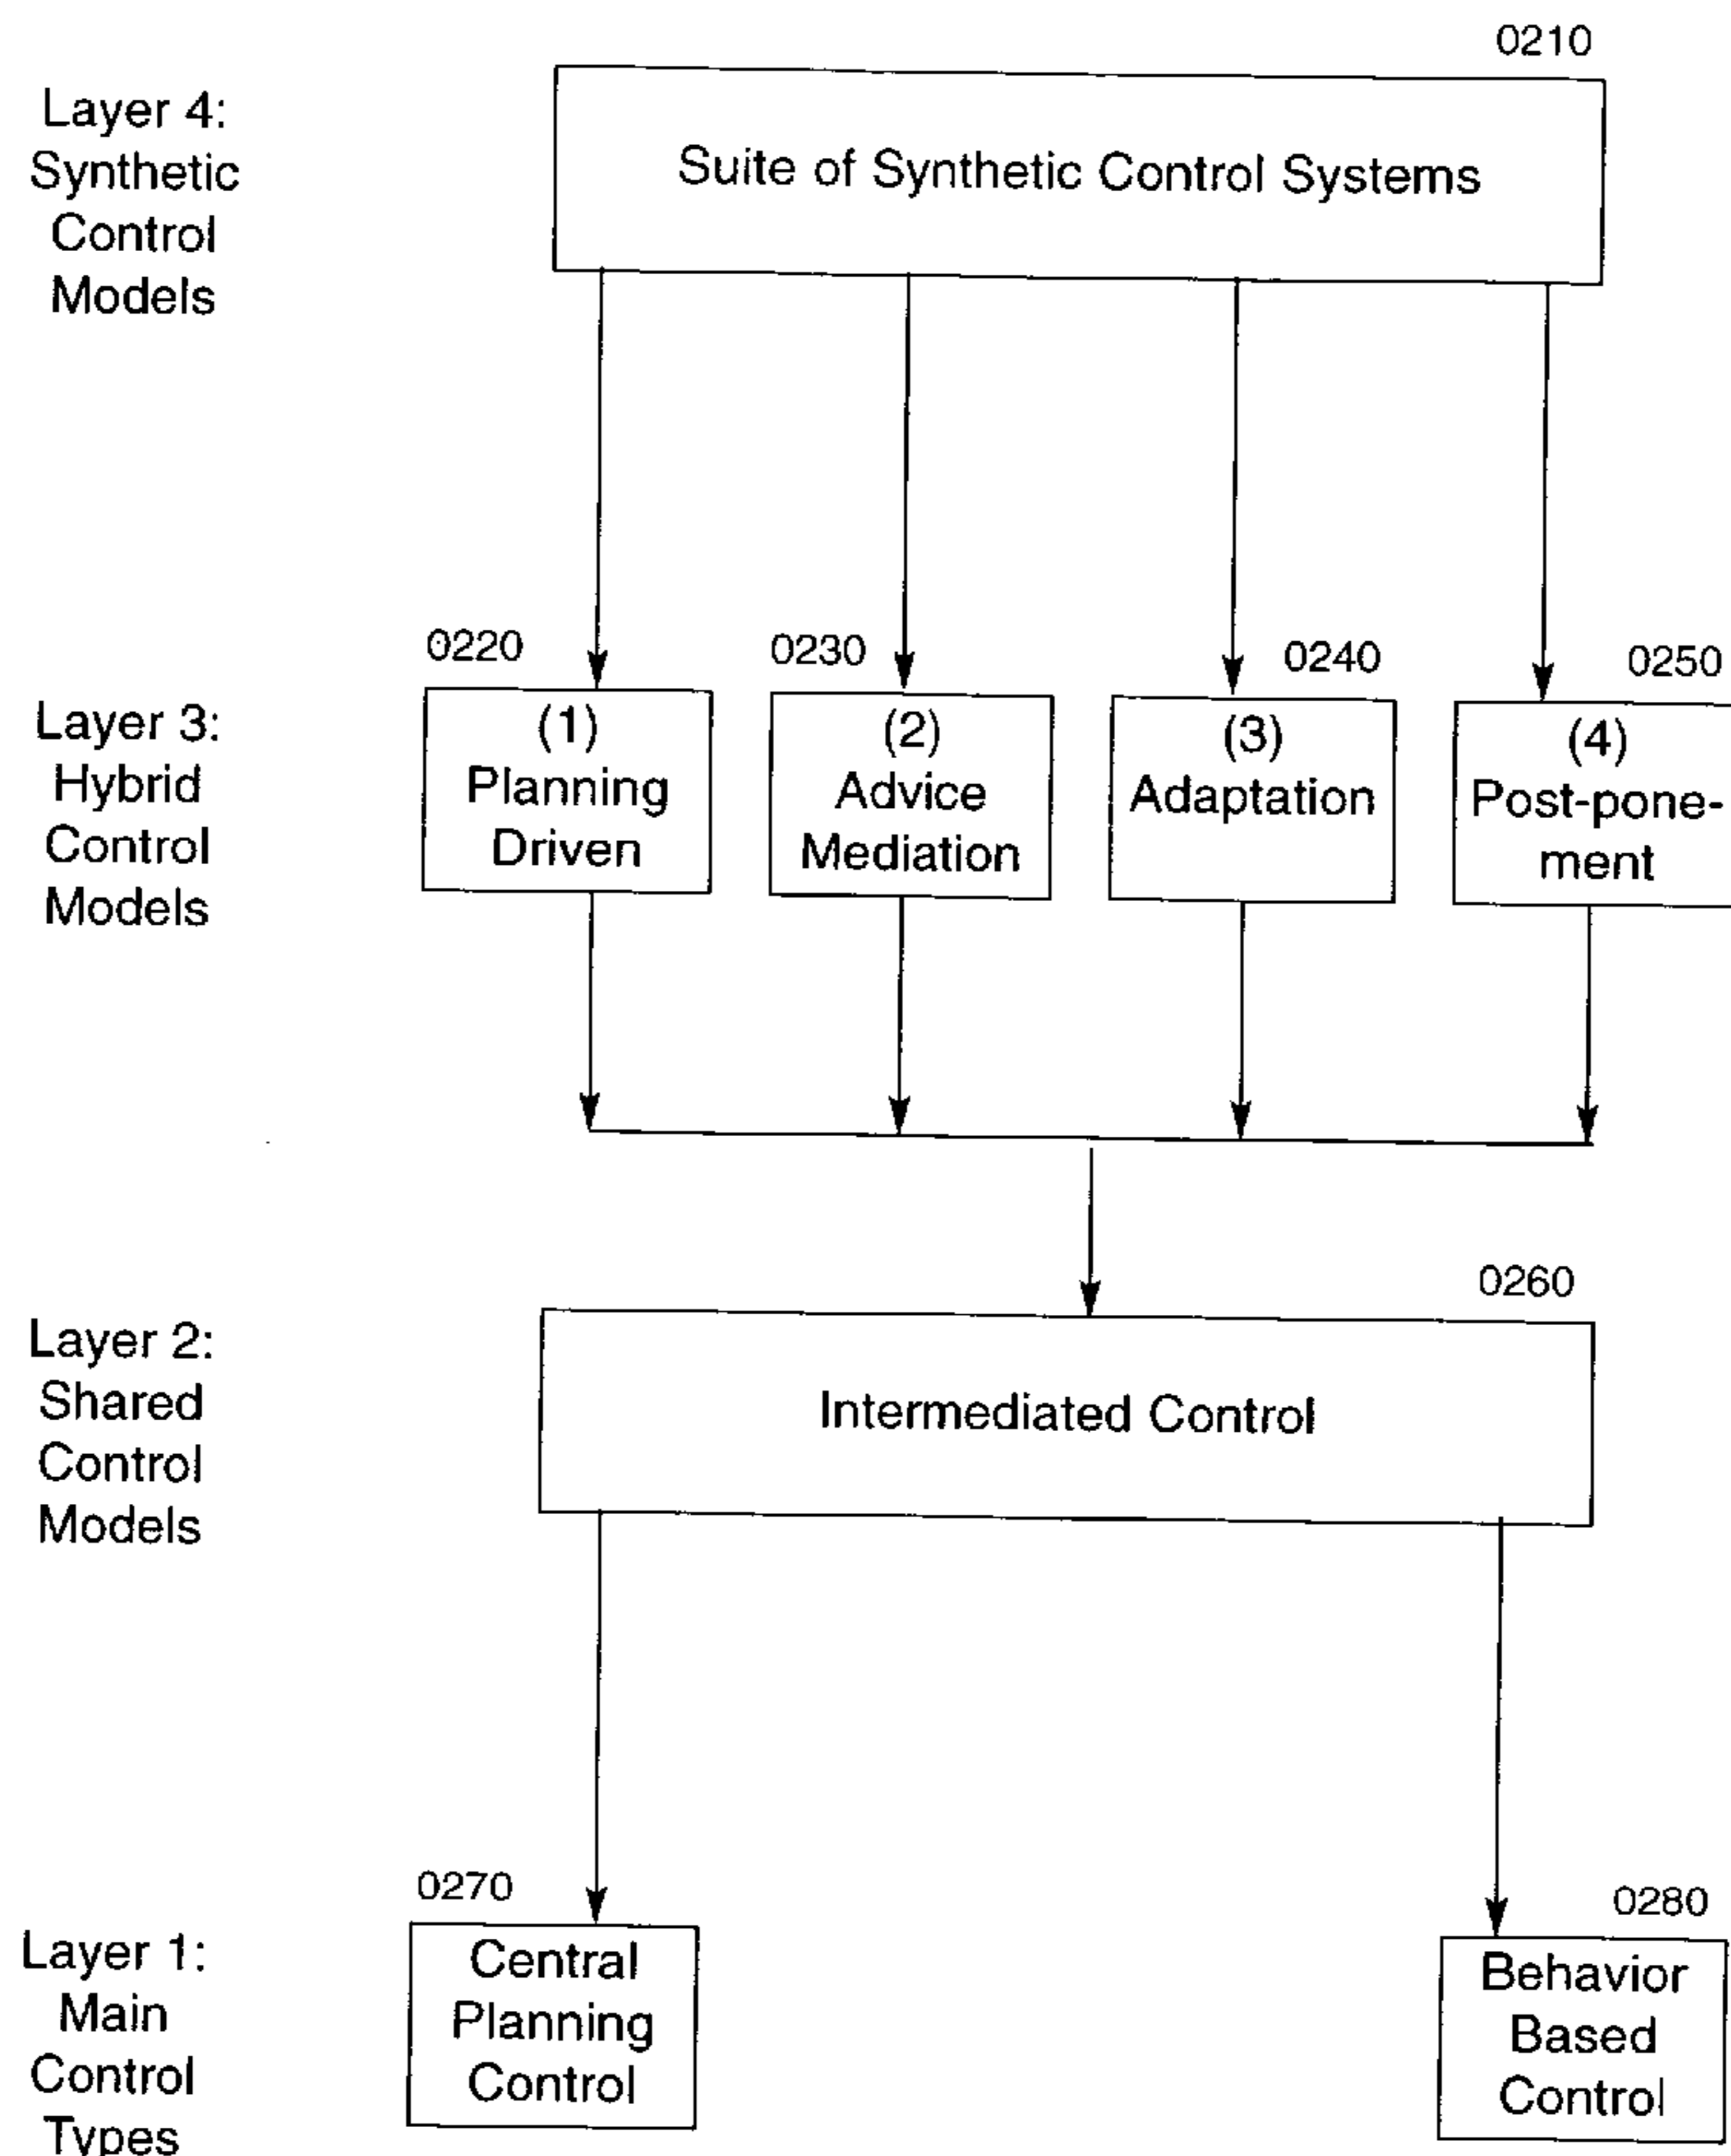 0210
Layer 4:
Synthetic
Control
Models
Suite of Synthetic Control Systems
0220
0230
0240
0250
Layer 3:
Hybrid
Control
Models
(1)
Planning
Driven
(2)
Advice
Mediation
(3)
Adaptation
(4)
Post-pone-
ment
0260
Layer 2:
Shared
Control
Models
Intermediated Control
0270
0280
Layer 1:
Main
Control
Types
Central
Planning
Control
Behavior
Based
Control